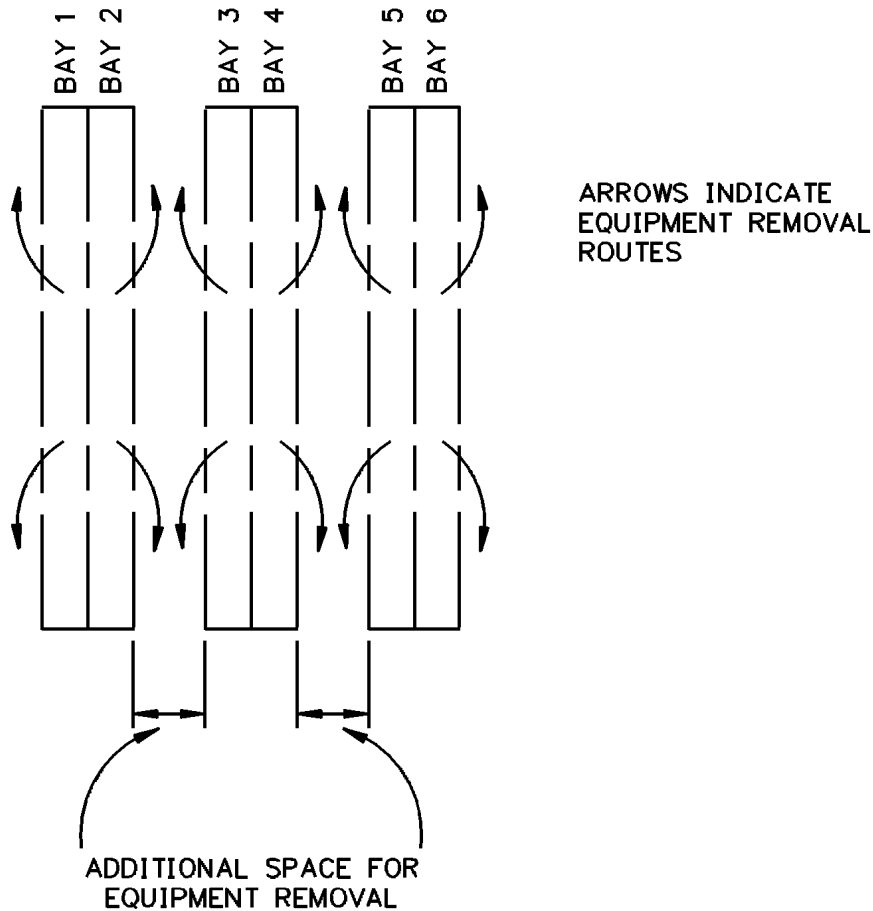 BAY 1
BAY 2
BAY 3
BAY 4
BAY 5
BAY 6
ARROWS INDICATE
EQUIPMENT REMOVAL
ROUTES
ADDITIONAL SPACE FOR
EQUIPMENT REMOVAL